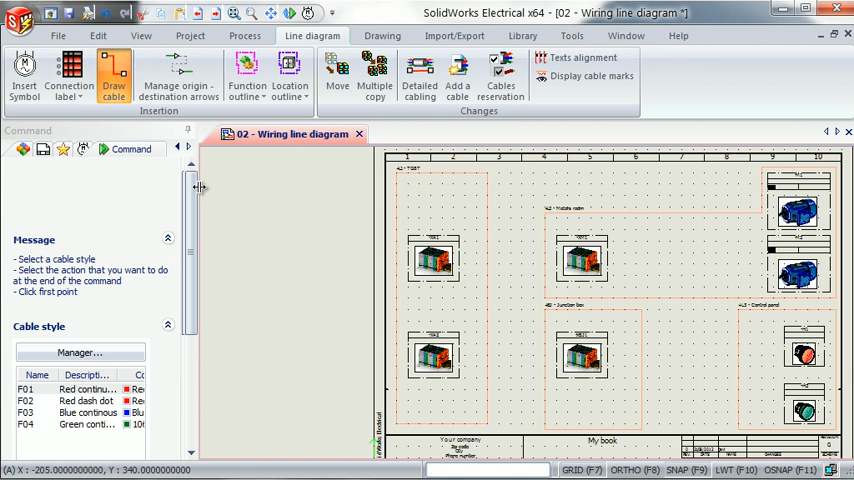 SolidWorks Electrical x64 - [02 - Wiring line diagram *]
File Edit View Project Process Line diagram Drawing Import/Export Library Tools Window Help
Insert Symbol
Connection label
Draw cable
Manage origin - destination arrows
Function outline
Location outline
Move
Multiple copy
Detailed cabling
Add a cable
Cables reservation
Texts alignment
Display cable marks
Insertion
Changes
Command
02 - Wiring line diagram
Command
1 2 3 4 5 6 7 8 9 10
Message
- Select a cable style
- Select the action that you want to do at the end of the command
- Click first point
Cable style
Manager...
Name Descripti... Co
F01 Red continu... Red
F02 Red dash dot Red
F03 Blue continous Blu
F04 Green conti... 106
Your company
My book
(A) X : -205.0000000000, Y : 340.0000000000
GRID (F7) ORTHO (F8) SNAP (F9) LWT (F10) OSNAP (F11)